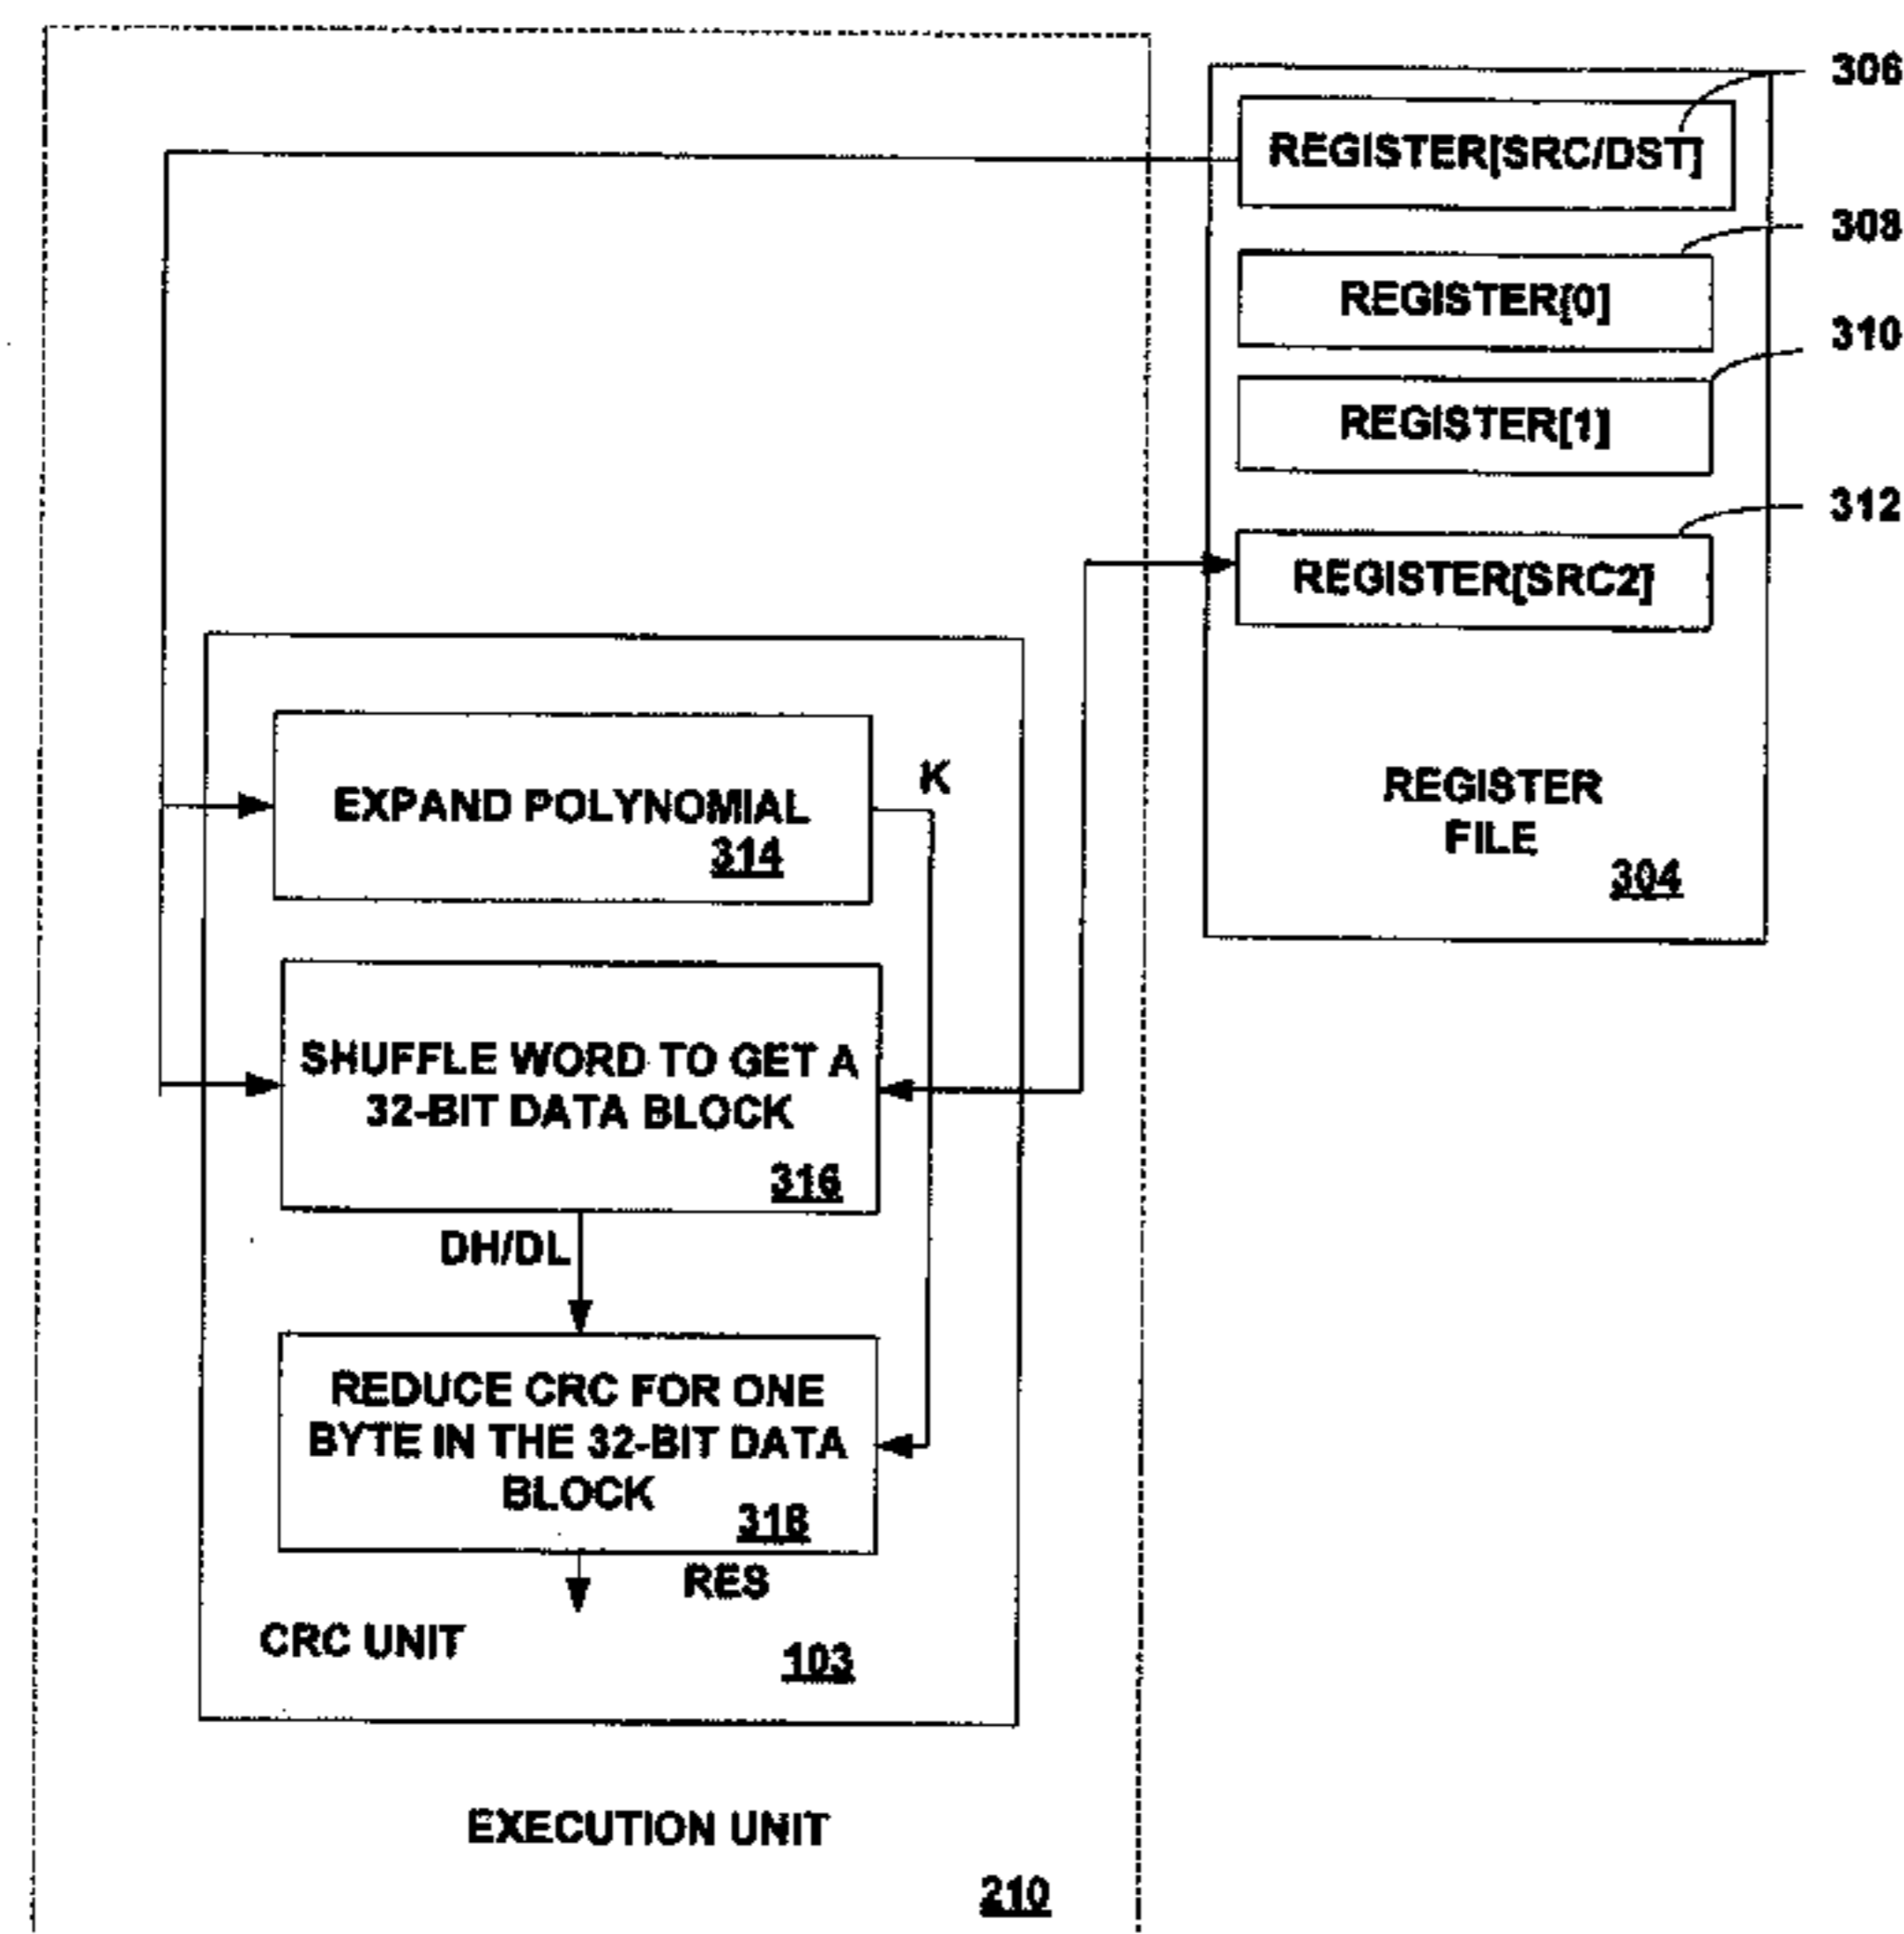 306
REGISTER[SRC/DST]
308
REGISTER[0]
310
REGISTER[1]
312
REGISTER[SRC2]
REGISTER
FILE
304
EXPAND POLYNOMIAL
314
K
SHUFFLE WORD TO GET A
32-BIT DATA BLOCK
316
DH/DL
REDUCE CRC FOR ONE
BYTE IN THE 32-BIT DATA
BLOCK
318
RES
CRC UNIT
103
EXECUTION UNIT
210